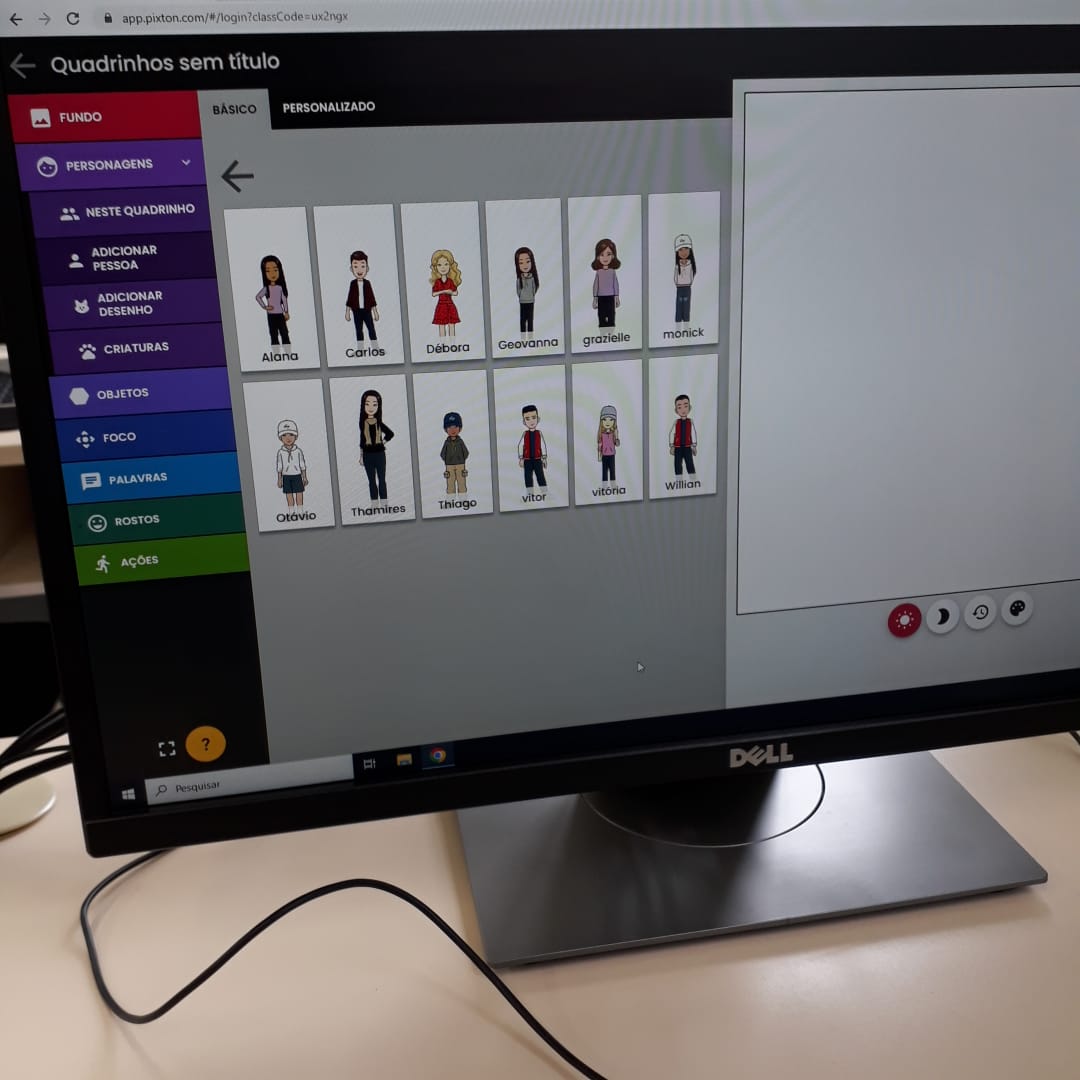 app.pixton.com/#/login?classCode=ux2ngx
Quadrinhos sem título
FUNDO
BÁSICO
PERSONALIZADO
PERSONAGENS
NESTE QUADRINHO
ADICIONAR
PESSOA
ADICIONAR
DESENHO
CRIATURAS
OBJETOS
FOCO
PALAVRAS
ROSTOS
AÇÕES
Alana
Carlos
Débora
Geovanna
grazielle
monick
Otávio
Thamires
Thiago
vitor
vitória
Willian
?
Pesquisar
DELL